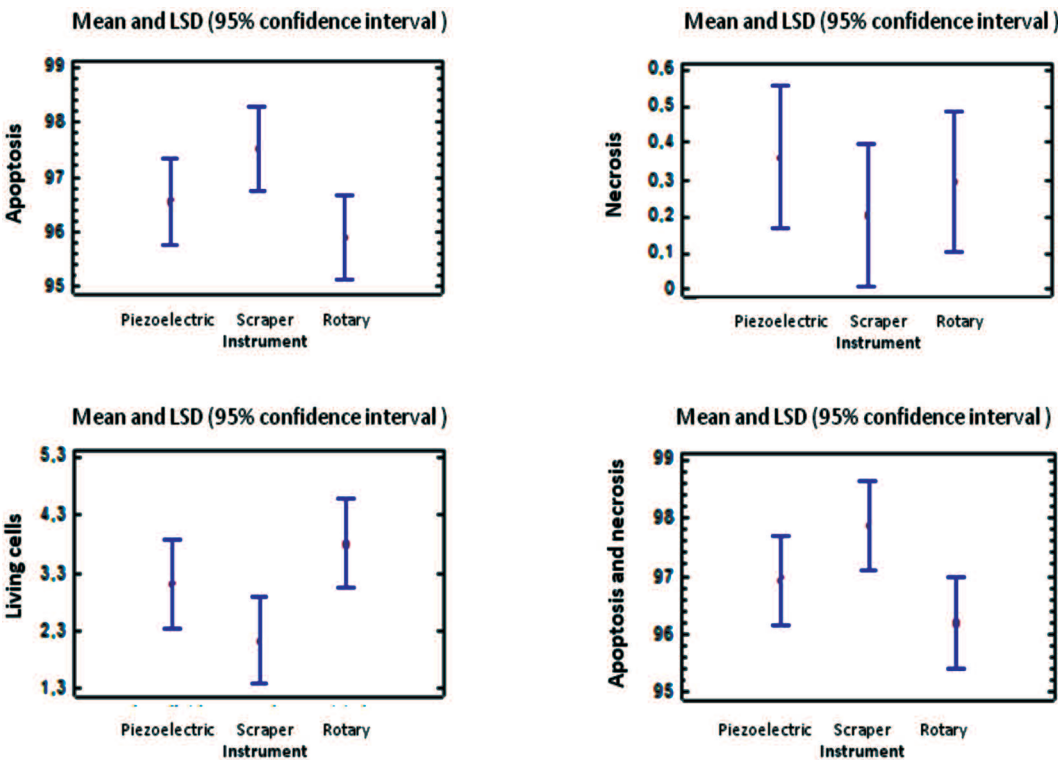 Mean and LSD (95% confidence interval )
Apoptosis
99
98
97
96
95
Piezoelectric Scraper Rotary
Instrument
Mean and LSD (95% confidence interval )
Necrosis
0.6
0.5
0.4
0.3
0.2
0.1
0
Piezoelectric Scraper Rotary
Instrument
Mean and LSD (95% confidence interval )
Living cells
5,3
4,3
3,3
2,3
1,3
Piezoelectric Scraper Rotary
Instrument
Mean and LSD (95% confidence interval )
Apoptosis and necrosis
99
98
97
96
95
Piezoelectric Scraper Rotary
Instrument